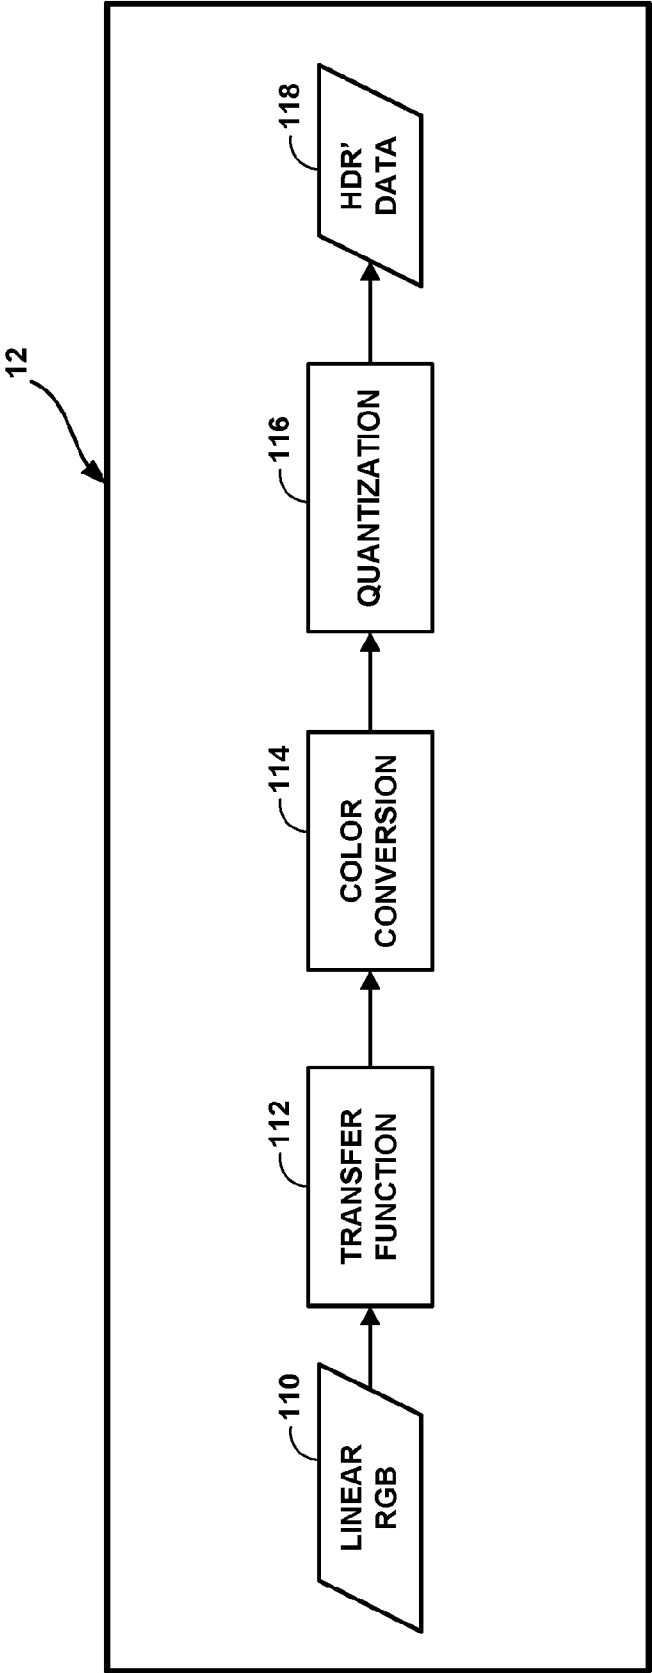 12
110
LINEAR
RGB
112
TRANSFER
FUNCTION
114
COLOR
CONVERSION
116
QUANTIZATION
118
HDR'
DATA